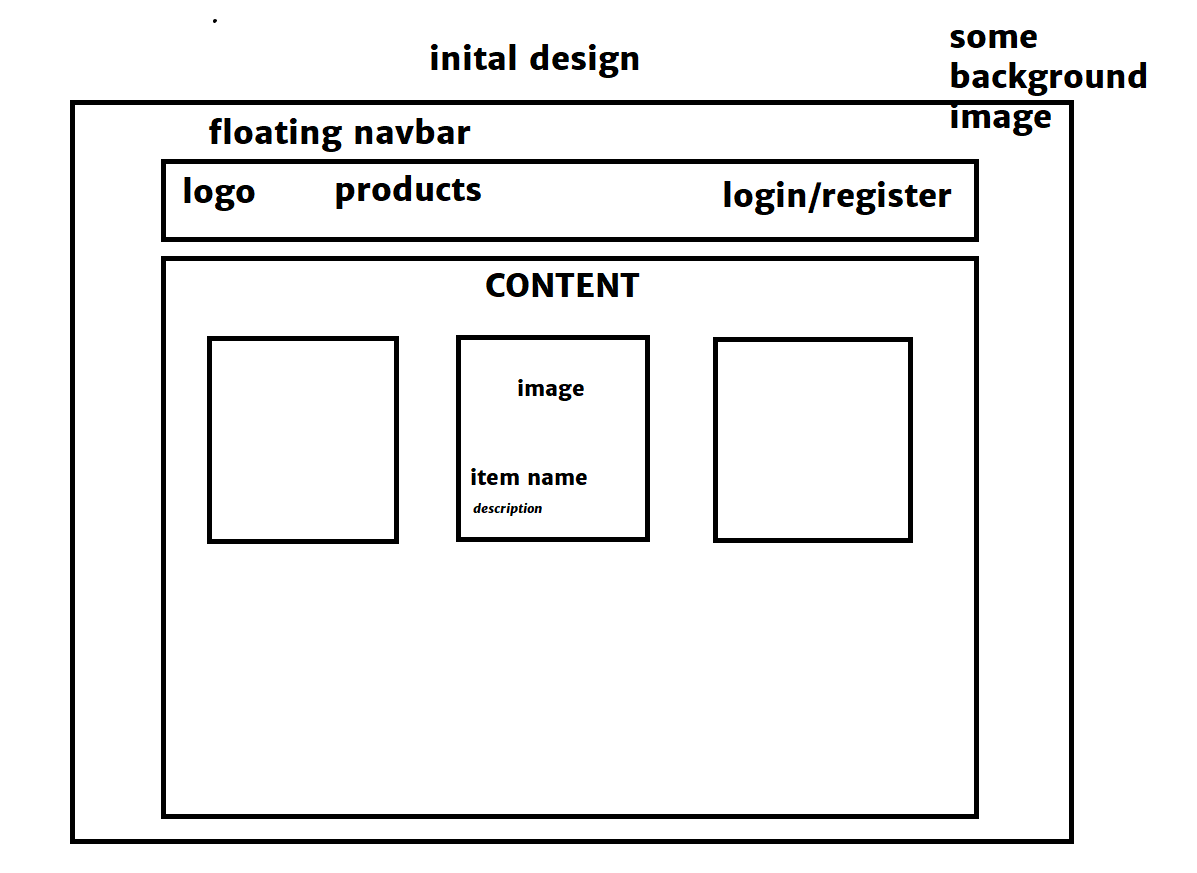 inital design
some
background
image
floating navbar
logo
products
login/register
CONTENT
image
item name
description